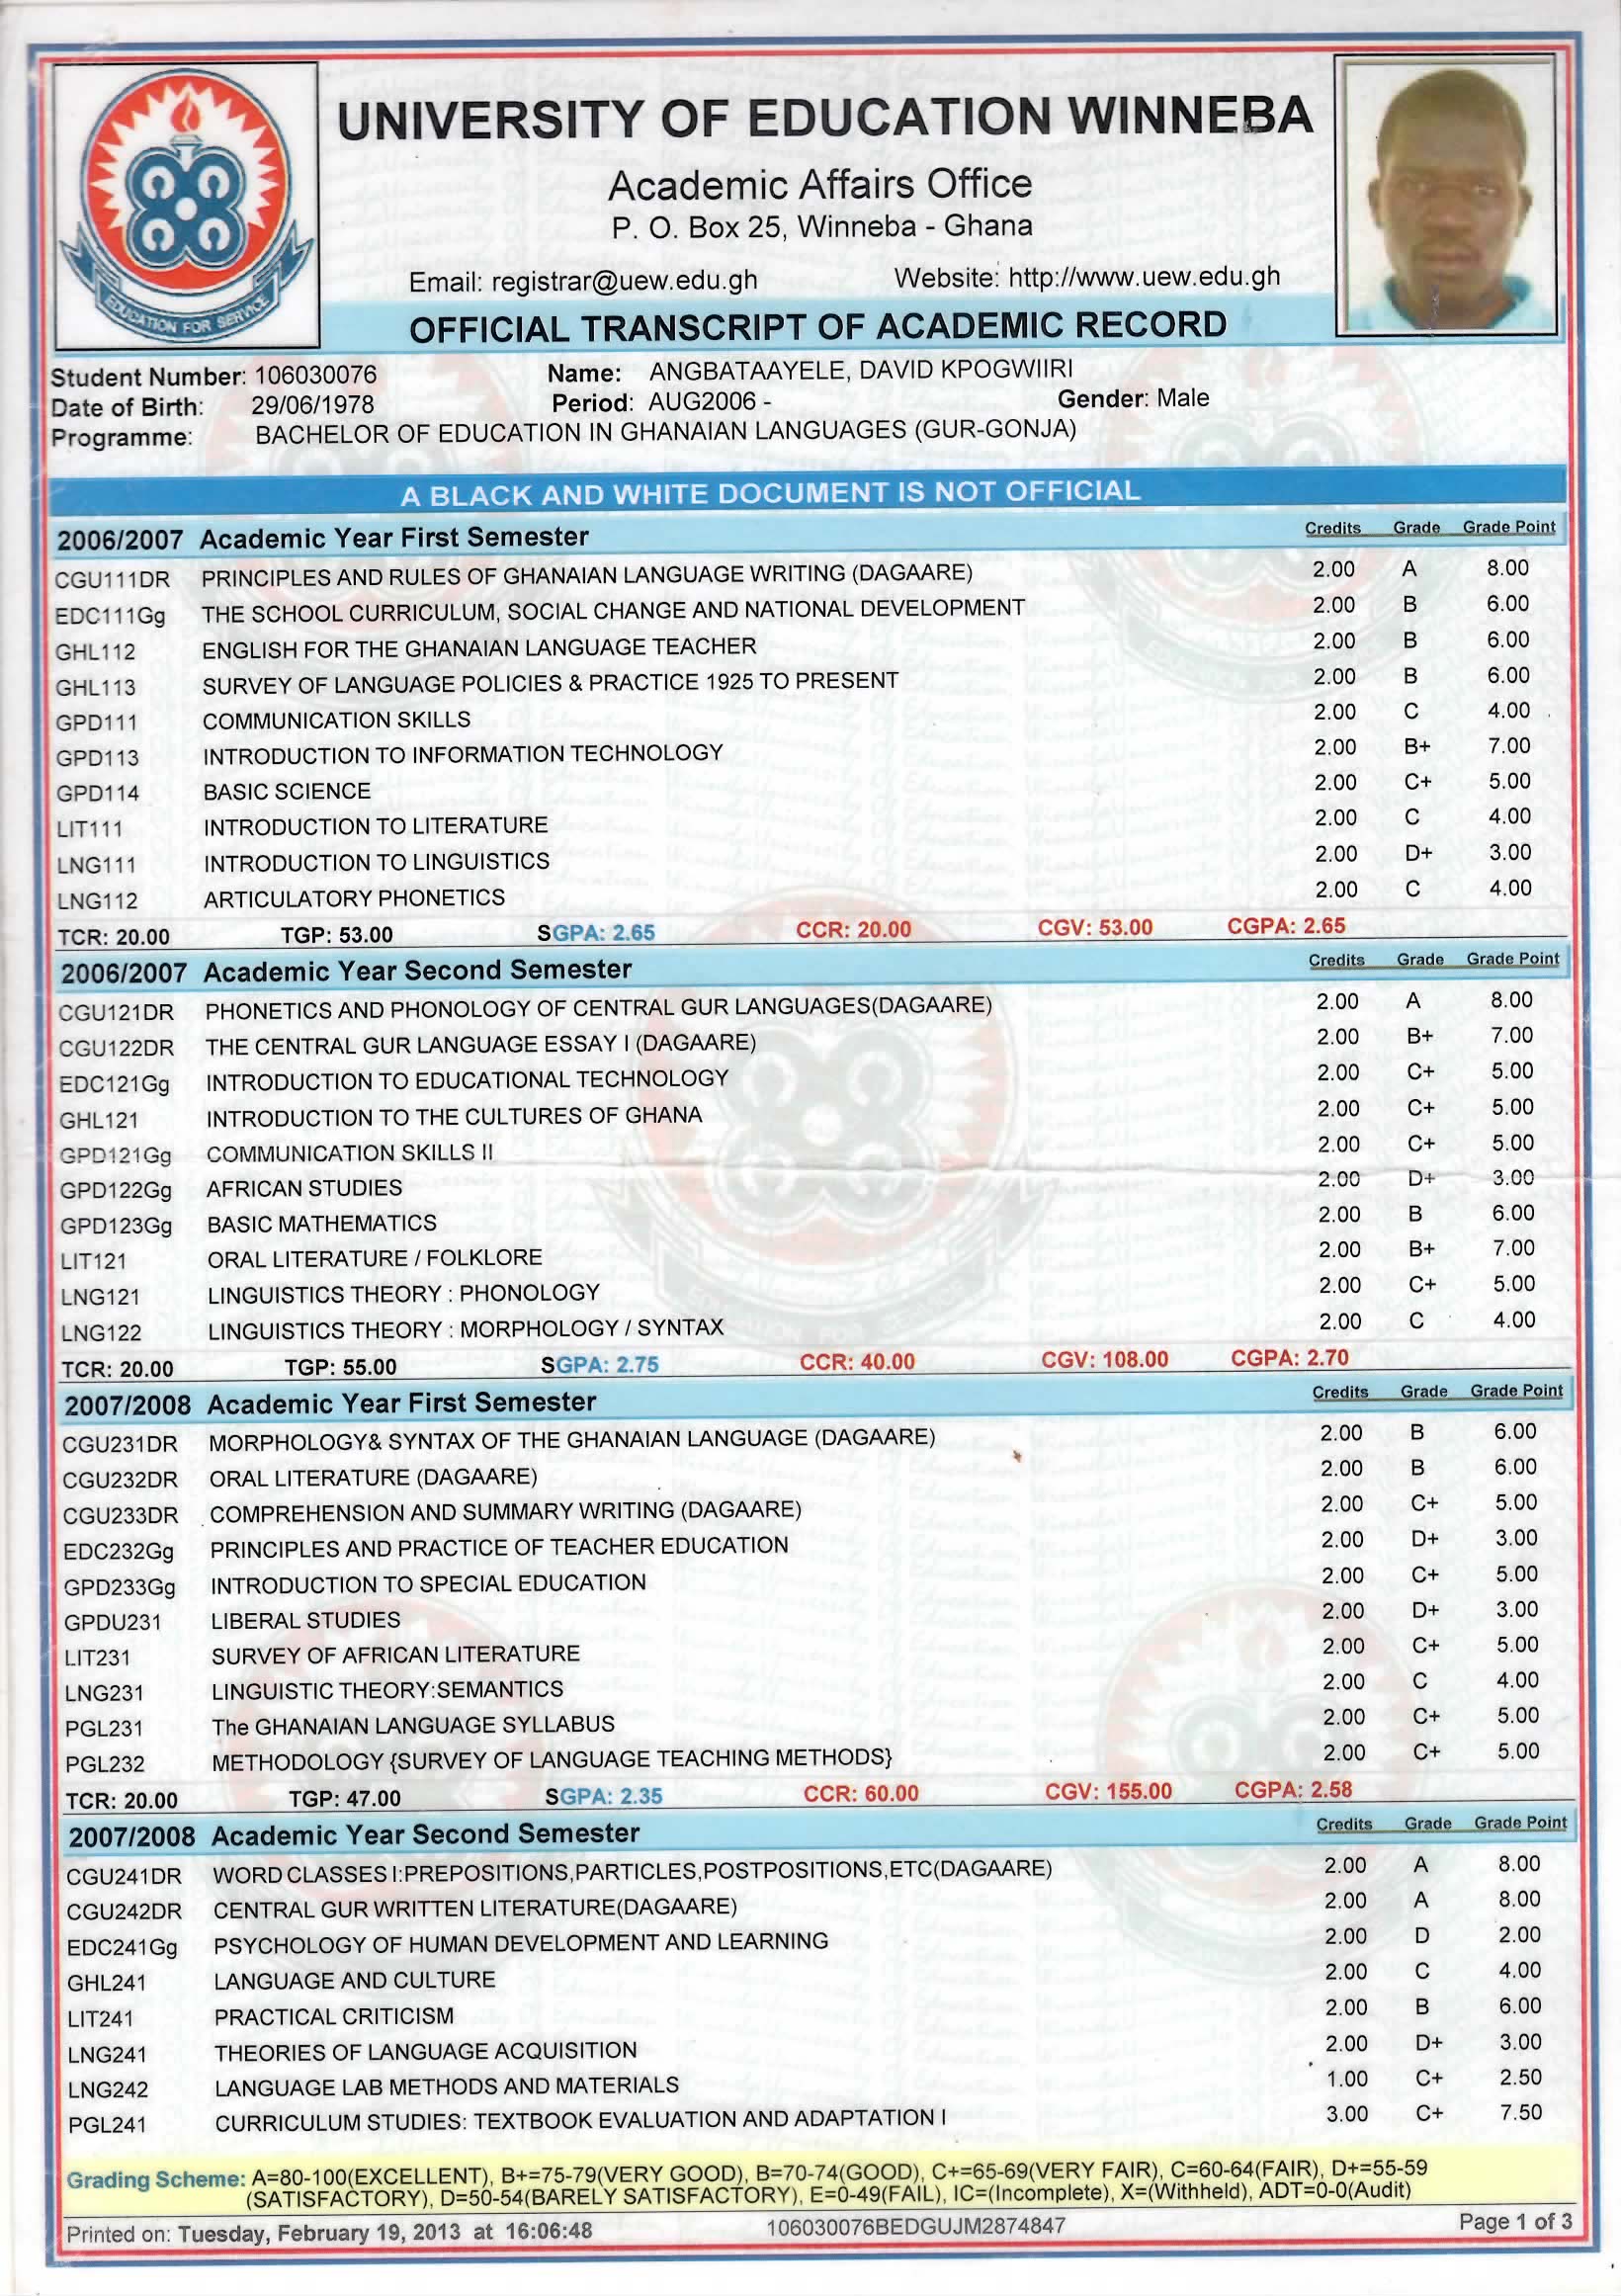 UNIVERSITY OF EDUCATION WINNEBA
Academic Affairs Office
P. O. Box 25, Winneba - Ghana
Email: registrar@uew.edu.gh Website: http://www.uew.edu.gh
EDUCATION FOR SERVICE
OFFICIAL TRANSCRIPT OF ACADEMIC RECORD
Student Number: 106030076 Name: ANGBATAAYELE, DAVID KPOGWIIRI
Date of Birth: 29/06/1978 Period: AUG2006 - Gender: Male
Programme: BACHELOR OF EDUCATION IN GHANAIAN LANGUAGES (GUR-GONJA)
A BLACK AND WHITE DOCUMENT IS NOT OFFICIAL
2006/2007 Academic Year First Semester Credits Grade Grade Point
CGU111DR PRINCIPLES AND RULES OF GHANAIAN LANGUAGE WRITING (DAGAARE) 2.00 A 8.00
EDC111Gg THE SCHOOL CURRICULUM, SOCIAL CHANGE AND NATIONAL DEVELOPMENT 2.00 B 6.00
GHL112 ENGLISH FOR THE GHANAIAN LANGUAGE TEACHER 2.00 B 6.00
GHL113 SURVEY OF LANGUAGE POLICIES & PRACTICE 1925 TO PRESENT 2.00 B 6.00
GPD111 COMMUNICATION SKILLS 2.00 C 4.00
GPD113 INTRODUCTION TO INFORMATION TECHNOLOGY 2.00 B+ 7.00
GPD114 BASIC SCIENCE 2.00 C+ 5.00
LIT111 INTRODUCTION TO LITERATURE 2.00 C 4.00
LNG111 INTRODUCTION TO LINGUISTICS 2.00 D+ 3.00
LNG112 ARTICULATORY PHONETICS 2.00 C 4.00
TCR: 20.00 TGP: 53.00 SGPA: 2.65 CCR: 20.00 CGV: 53.00 CGPA: 2.65
2006/2007 Academic Year Second Semester Credits Grade Grade Point
CGU121DR PHONETICS AND PHONOLOGY OF CENTRAL GUR LANGUAGES(DAGAARE) 2.00 A 8.00
CGU122DR THE CENTRAL GUR LANGUAGE ESSAY I (DAGAARE) 2.00 B+ 7.00
EDC121Gg INTRODUCTION TO EDUCATIONAL TECHNOLOGY 2.00 C+ 5.00
GHL121 INTRODUCTION TO THE CULTURES OF GHANA 2.00 C+ 5.00
GPD121Gg COMMUNICATION SKILLS II 2.00 C+ 5.00
GPD122Gg AFRICAN STUDIES 2.00 D+ 3.00
GPD123Gg BASIC MATHEMATICS 2.00 B 6.00
LIT121 ORAL LITERATURE / FOLKLORE 2.00 B+ 7.00
LNG121 LINGUISTICS THEORY : PHONOLOGY 2.00 C+ 5.00
LNG122 LINGUISTICS THEORY : MORPHOLOGY / SYNTAX 2.00 C 4.00
TCR: 20.00 TGP: 55.00 SGPA: 2.75 CCR: 40.00 CGV: 108.00 CGPA: 2.70
2007/2008 Academic Year First Semester Credits Grade Grade Point
CGU231DR MORPHOLOGY& SYNTAX OF THE GHANAIAN LANGUAGE (DAGAARE) 2.00 B 6.00
CGU232DR ORAL LITERATURE (DAGAARE) 2.00 B 6.00
CGU233DR COMPREHENSION AND SUMMARY WRITING (DAGAARE) 2.00 C+ 5.00
EDC232Gg PRINCIPLES AND PRACTICE OF TEACHER EDUCATION 2.00 D+ 3.00
GPD233Gg INTRODUCTION TO SPECIAL EDUCATION 2.00 C+ 5.00
GPDU231 LIBERAL STUDIES 2.00 D+ 3.00
LIT231 SURVEY OF AFRICAN LITERATURE 2.00 C+ 5.00
LNG231 LINGUISTIC THEORY:SEMANTICS 2.00 C 4.00
PGL231 The GHANAIAN LANGUAGE SYLLABUS 2.00 C+ 5.00
PGL232 METHODOLOGY {SURVEY OF LANGUAGE TEACHING METHODS} 2.00 C+ 5.00
TCR: 20.00 TGP: 47.00 SGPA: 2.35 CCR: 60.00 CGV: 155.00 CGPA: 2.58
2007/2008 Academic Year Second Semester Credits Grade Grade Point
CGU241DR WORD CLASSES I:PREPOSITIONS,PARTICLES,POSTPOSITIONS,ETC(DAGAARE) 2.00 A 8.00
CGU242DR CENTRAL GUR WRITTEN LITERATURE(DAGAARE) 2.00 A 8.00
EDC241Gg PSYCHOLOGY OF HUMAN DEVELOPMENT AND LEARNING 2.00 D 2.00
GHL241 LANGUAGE AND CULTURE 2.00 C 4.00
LIT241 PRACTICAL CRITICISM 2.00 B 6.00
LNG241 THEORIES OF LANGUAGE ACQUISITION 2.00 D+ 3.00
LNG242 LANGUAGE LAB METHODS AND MATERIALS 1.00 C+ 2.50
PGL241 CURRICULUM STUDIES: TEXTBOOK EVALUATION AND ADAPTATION I 3.00 C+ 7.50
Grading Scheme: A=80-100(EXCELLENT), B+=75-79(VERY GOOD), B=70-74(GOOD), C+=65-69(VERY FAIR), C=60-64(FAIR), D+=55-59
(SATISFACTORY), D=50-54(BARELY SATISFACTORY), E=0-49(FAIL), IC=(Incomplete), X=(Withheld), ADT=0-0(Audit)
Printed on: Tuesday, February 19, 2013 at 16:06:48 106030076BEDGUJM2874847 Page 1 of 3